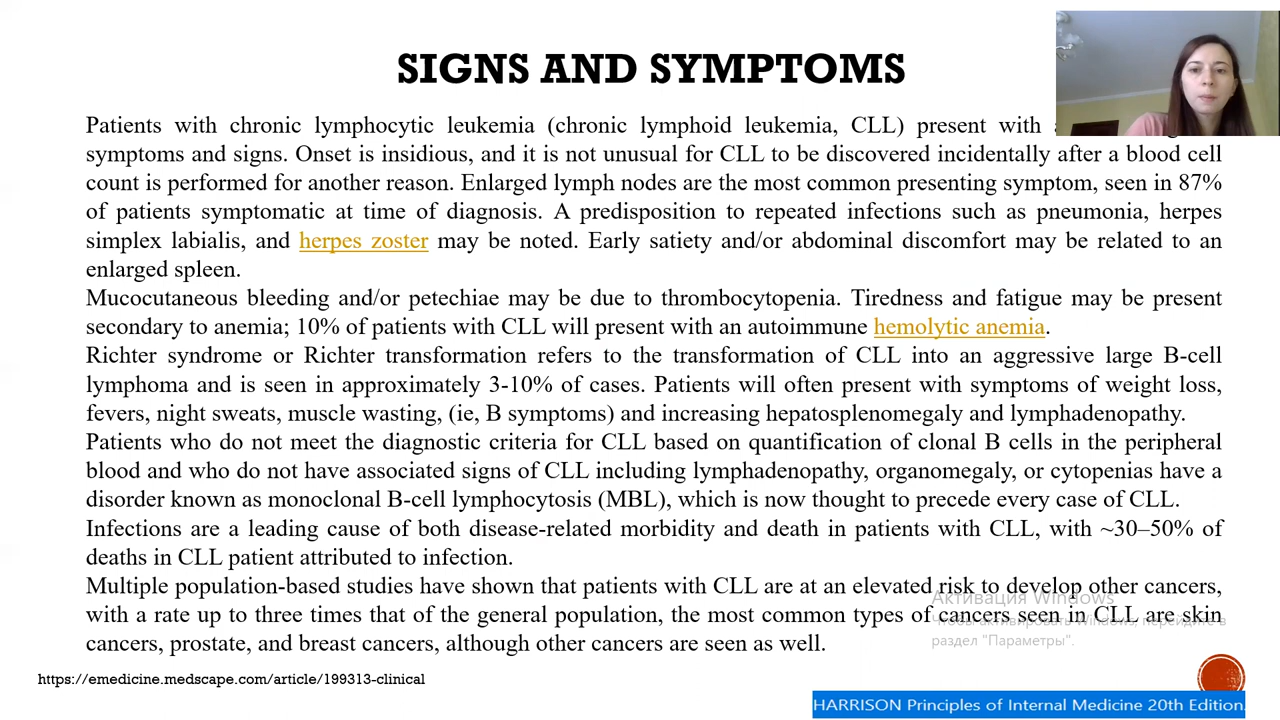 SIGNS AND SYMPTOMS
Patients with chronic lymphocytic leukemia (chronic lymphoid leukemia, CLL) present with
symptoms and signs. Onset is insidious, and it is not unusual for CLL to be discovered incidentally after a blood cell
count is performed for another reason. Enlarged lymph nodes are the most common presenting symptom, seen in 87%
of patients symptomatic at time of diagnosis. A predisposition to repeated infections such as pneumonia, herpes
simplex labialis, and herpes zoster may be noted. Early satiety and/or abdominal discomfort may be related to an
enlarged spleen.
Mucocutaneous bleeding and/or petechiae may be due to thrombocytopenia. Tiredness and fatigue may be present
secondary to anemia; 10% of patients with CLL will present with an autoimmune hemolytic anemia.
Richter syndrome or Richter transformation refers to the transformation of CLL into an aggressive large B-cell
lymphoma and is seen in approximately 3-10% of cases. Patients will often present with symptoms of weight loss,
fevers, night sweats, muscle wasting, (ie, B symptoms) and increasing hepatosplenomegaly and lymphadenopathy.
Patients who do not meet the diagnostic criteria for CLL based on quantification of clonal B cells in the peripheral
blood and who do not have associated signs of CLL including lymphadenopathy, organomegaly, or cytopenias have a
disorder known as monoclonal B-cell lymphocytosis (MBL), which is now thought to precede every case of CLL.
Infections are a leading cause of both disease-related morbidity and death in patients with CLL, with ~30–50% of
deaths in CLL patient attributed to infection.
Multiple population-based studies have shown that patients with CLL are at an elevated risk to develop other cancers,
with a rate up to three times that of the general population, the most common types of cancers seen in CLL are skin
cancers, prostate, and breast cancers, although other cancers are seen as well.
Активация Windows
Чтобы активировать Windows, перейдите в
раздел "Параметры".
https://emedicine.medscape.com/article/199313-clinical
HARRISON Principles of Internal Medicine 20th Edition.